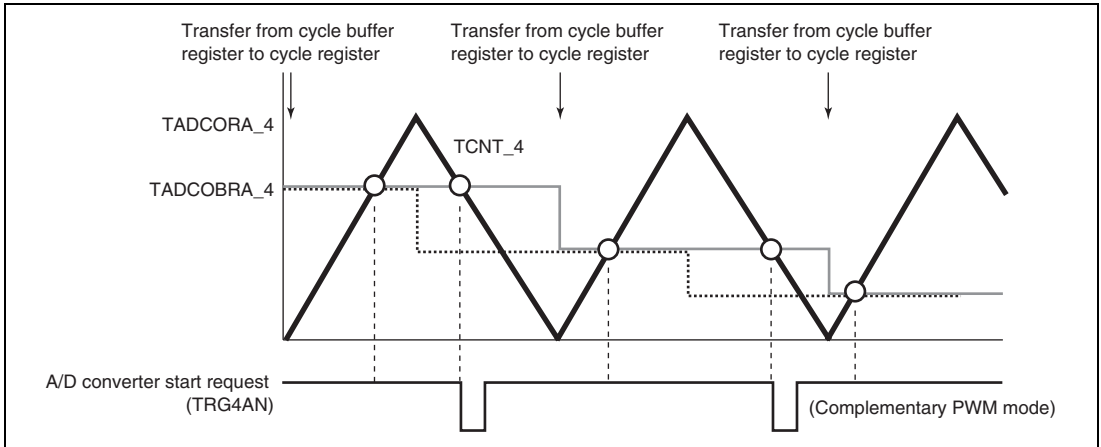 Transfer from cycle buffer
register to cycle register
Transfer from cycle buffer
register to cycle register
Transfer from cycle buffer
register to cycle register
TADCORA_4
TCNT_4
TADCOBRA_4
A/D converter start request
(TRG4AN)
(Complementary PWM mode)